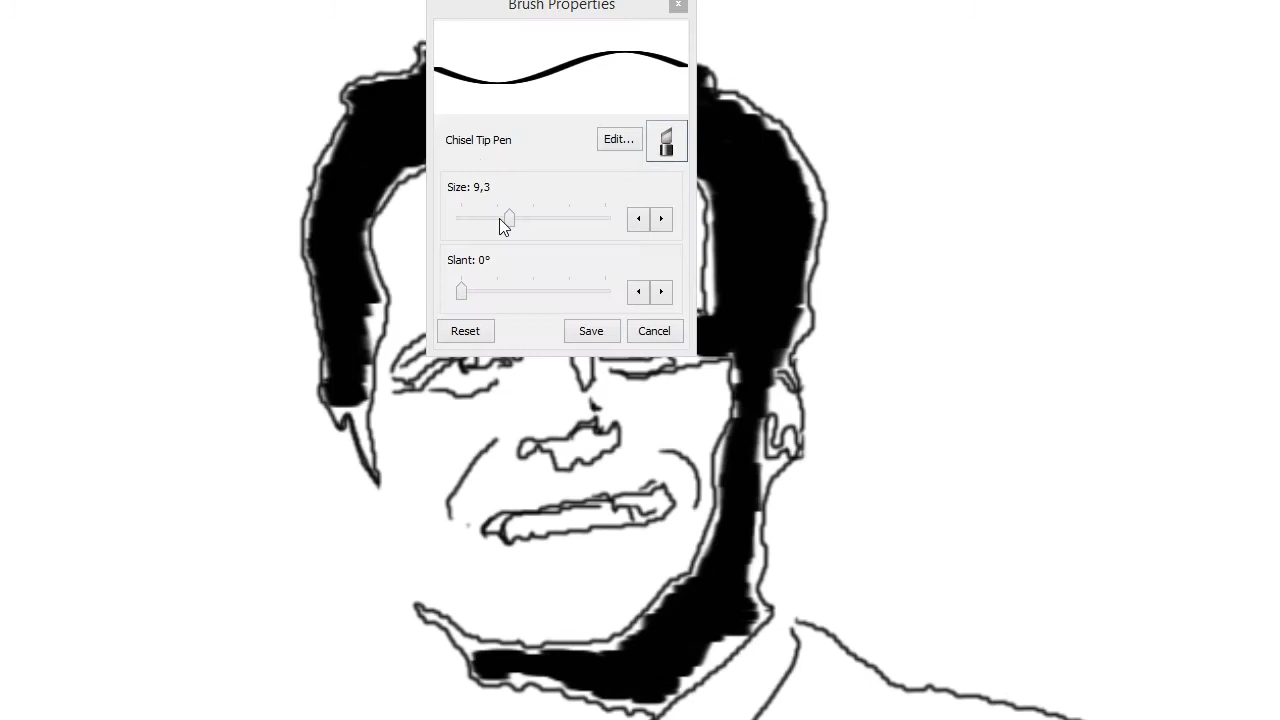 Brush Properties
Chisel Tip Pen
Edit...
Size: 9,3
Slant: 0°
Reset
Save
Cancel